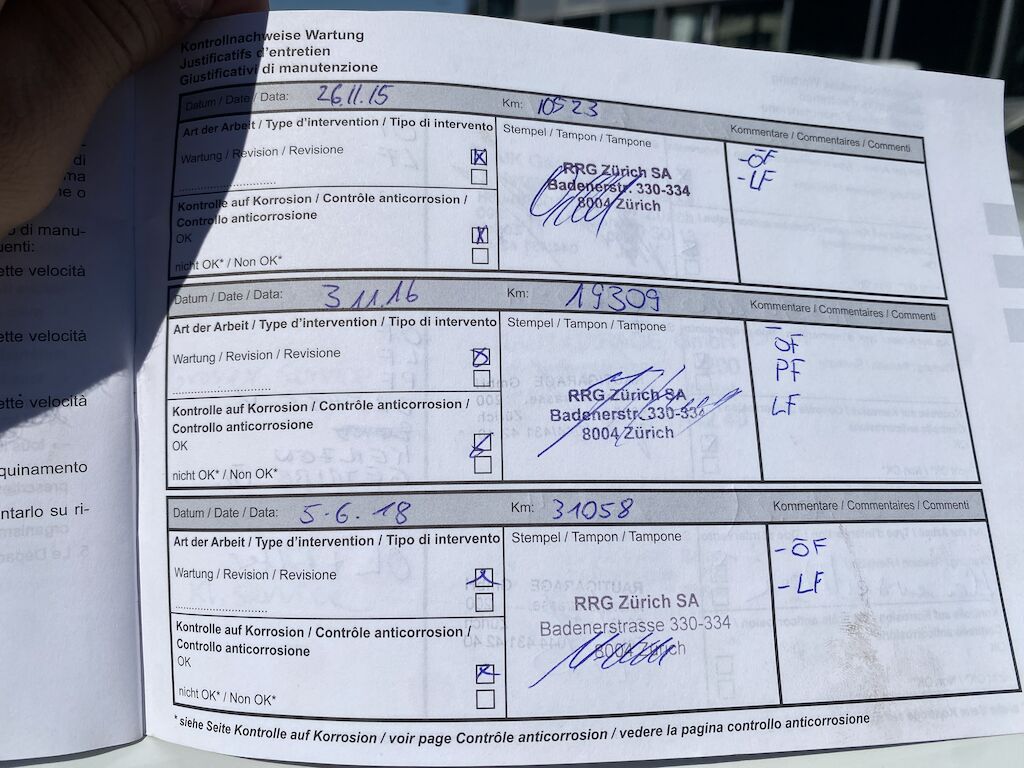 di
ma
e o
o di manu-
uenti:
ette velocità
ette velocità
ette velocità
quinamento
ntarlo su ri-
Kontrollnachweise Wartung
Justificatifs d'entretien
Giustificativi di manutenzione
Datum / Date / Data: 26.11.15 Km: 10523
Art der Arbeit / Type d'intervention / Tipo di intervento
Wartung / Revision / Revisione
Kontrolle auf Korrosion / Contrôle anticorrosion /
Controllo anticorrosione
OK
nicht OK* / Non OK*
Stempel / Tampon / Tampone
RRG Zürich SA
Badenerstr. 330-334
8004 Zürich
Kommentare / Commentaires / Commenti
-ÖF
-LF
Datum / Date / Data: 3.11.16 Km: 19309
Art der Arbeit / Type d'intervention / Tipo di intervento
Wartung / Revision / Revisione
Kontrolle auf Korrosion / Contrôle anticorrosion /
Controllo anticorrosione
OK
nicht OK* / Non OK*
Stempel / Tampon / Tampone
RRG Zürich SA
Badenerstr. 330-334
8004 Zürich
Kommentare / Commentaires / Commenti
ÖF
PF
LF
Datum / Date / Data: 5.6.18 Km: 31058
Art der Arbeit / Type d'intervention / Tipo di intervento
Wartung / Revision / Revisione
Kontrolle auf Korrosion / Contrôle anticorrosion /
Controllo anticorrosione
OK
nicht OK* / Non OK*
Stempel / Tampon / Tampone
RRG Zürich SA
Badenerstrasse 330-334
8004 Zürich
Kommentare / Commentaires / Commenti
-ÖF
-LF
* siehe Seite Kontrolle auf Korrosion / voir page Contrôle anticorrosion / vedere la pagina controllo anticorrosione